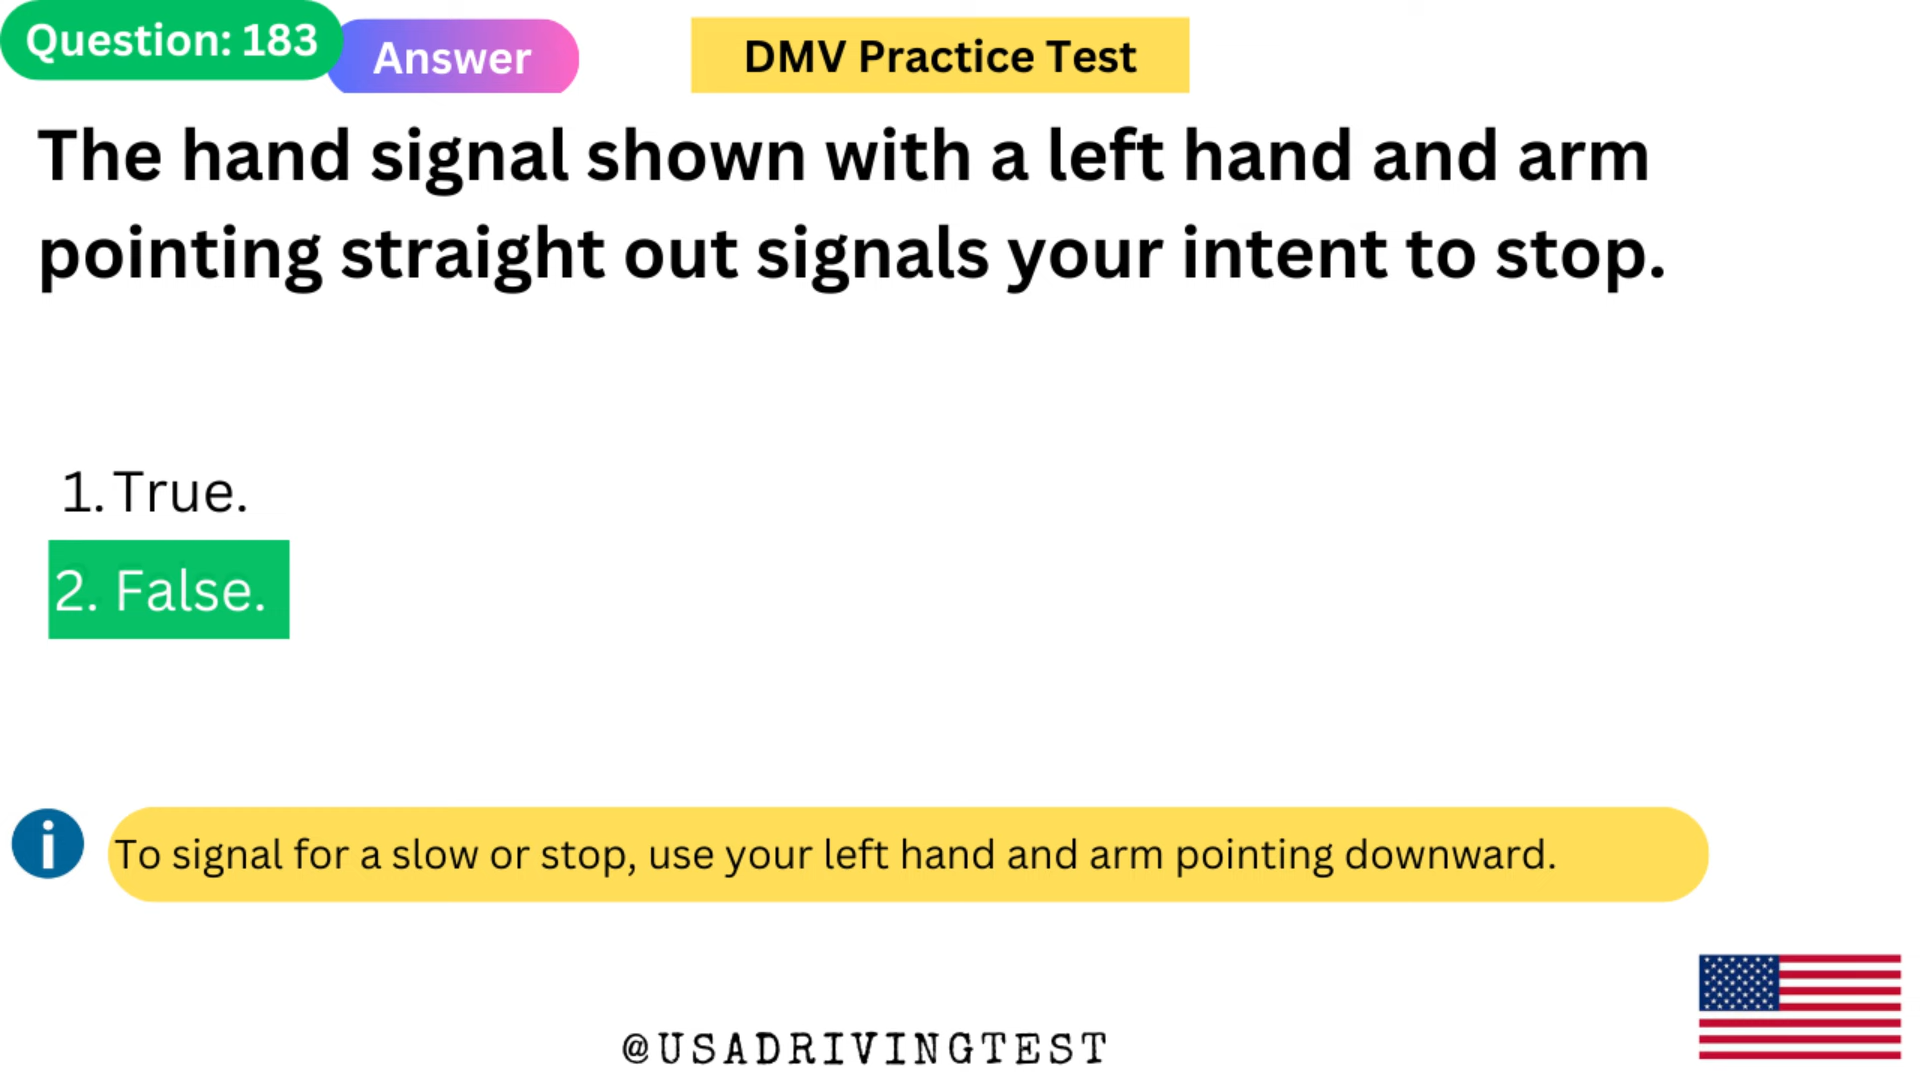 Question: 183
Answer
DMV Practice Test
The hand signal shown with a left hand and arm
pointing straight out signals your intent to stop.
1. True.
2. False.
i
To signal for a slow or stop, use your left hand and arm pointing downward.
@USADRIVINGTEST